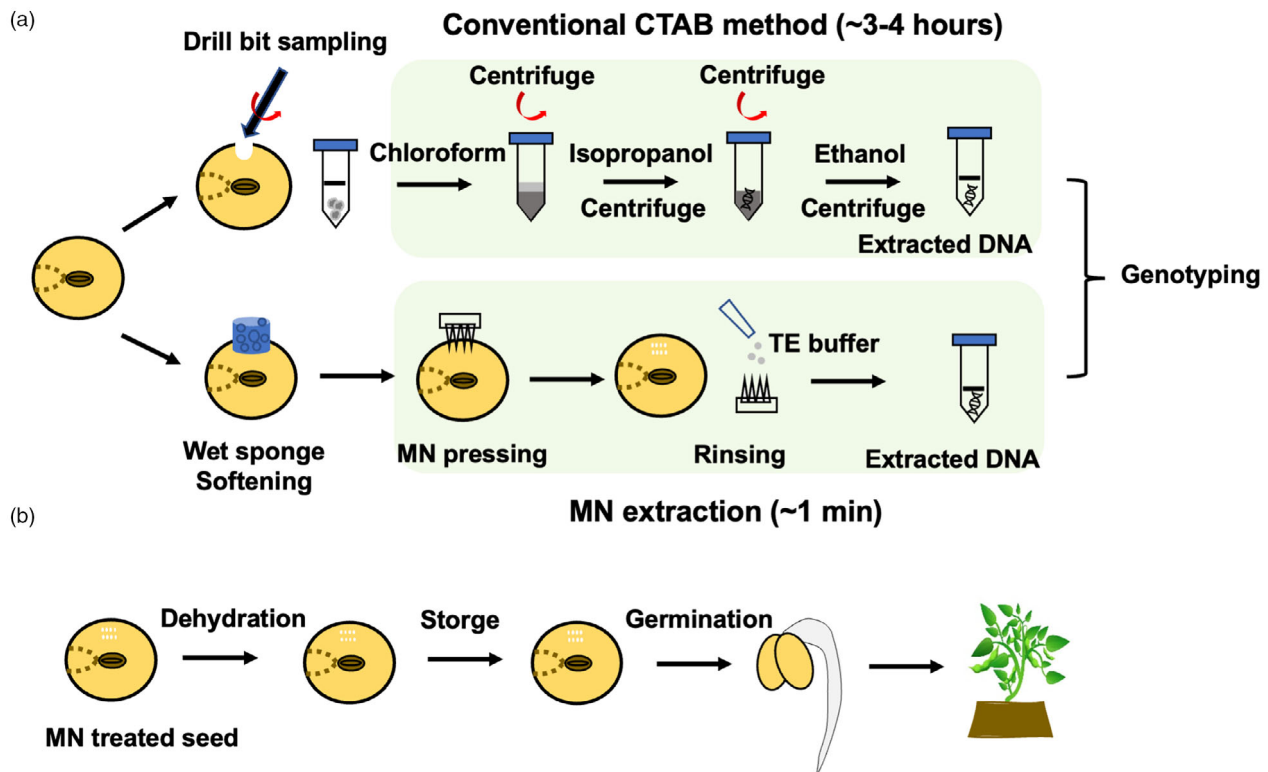 (a)
Conventional CTAB method (~3-4 hours)
Drill bit sampling
Centrifuge
Centrifuge
Chloroform
Isopropanol
Centrifuge
Ethanol
Centrifuge
Extracted DNA
Genotyping
Wet sponge
Softening
MN pressing
TE buffer
Rinsing
Extracted DNA
MN extraction (~1 min)
(b)
Dehydration
Storge
Germination
MN treated seed